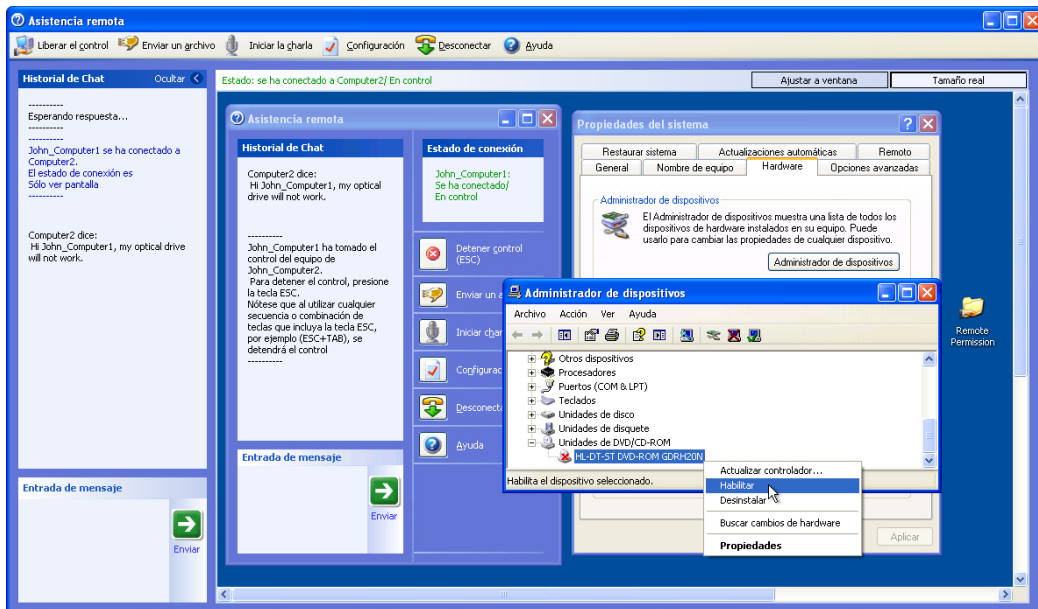 Asistencia remota
Liberar el control
Enviar un archivo
Iniciar la charla
Configuración
Desconectar
Ayuda
Historial de Chat
Ocultar
----------
Esperando respuesta...
----------
----------
John_Computer1 se ha conectado a
Computer2.
El estado de conexión es
Sólo ver pantalla
----------
Computer2 dice:
Hi John_Computer1, my optical drive
will not work.
Entrada de mensaje
Enviar
Estado: se ha conectado a Computer2/ En control
Ajustar a ventana
Tamaño real
Asistencia remota
Historial de Chat
Computer2 dice:
Hi John_Computer1, my optical
drive will not work.
----------
John_Computer1 ha tomado el
control del equipo de
John_Computer2.
Para detener el control, presione
la tecla ESC.
Nótese que al utilizar cualquier
secuencia o combinación de
teclas que incluya la tecla ESC,
por ejemplo (ESC+TAB), se
detendrá el control
----------
Entrada de mensaje
Enviar
Estado de conexión
John_Computer1:
Se ha conectado/
En control
Detener control
(ESC)
Enviar un a
Iniciar char
Configurac
Desconecta
Ayuda
Propiedades del sistema
Restaurar sistema
Actualizaciones automáticas
Remoto
General
Nombre de equipo
Hardware
Opciones avanzadas
Administrador de dispositivos
El Administrador de dispositivos muestra una lista de todos los
dispositivos de hardware instalados en su equipo. Puede
usarlo para cambiar las propiedades de cualquier dispositivo.
Administrador de dispositivos
Administrador de dispositivos
Archivo
Acción
Ver
Ayuda
Otros dispositivos
Procesadores
Puertos (COM & LPT)
Teclados
Unidades de disco
Unidades de disquete
Unidades de DVD/CD-ROM
HL-DT-ST DVD-ROM GDRH20N
Habilita el dispositivo seleccionado.
Actualizar controlador...
Habilitar
Desinstalar
Buscar cambios de hardware
Propiedades
Aplicar
Remote
Permission